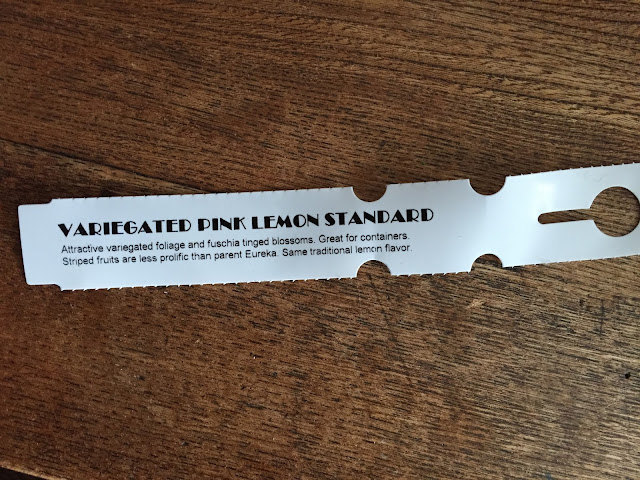 VARIEGATED PINK LEMON STANDARD
Attractive variegated foliage and fuschia tinged blossoms. Great for containers.
Striped fruits are less prolific than parent Eureka. Same traditional lemon flavor.